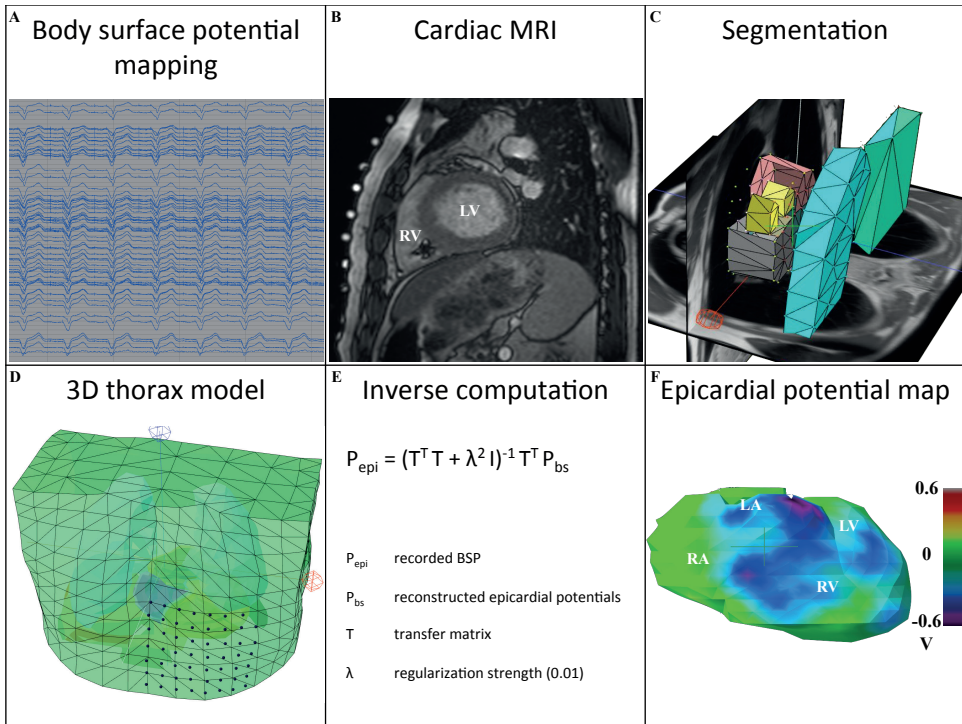 A
Body surface potential
mapping
B
Cardiac MRI
LV
RV
C
Segmentation
D
3D thorax model
E
Inverse computation
P_epi = (T^T T + λ^2 I)^-1 T^T P_bs
P_epi recorded BSP
P_bs reconstructed epicardial potentials
T transfer matrix
λ regularization strength (0.01)
F
Epicardial potential map
LA
LV
RA
RV
0.6
0
-0.6
V